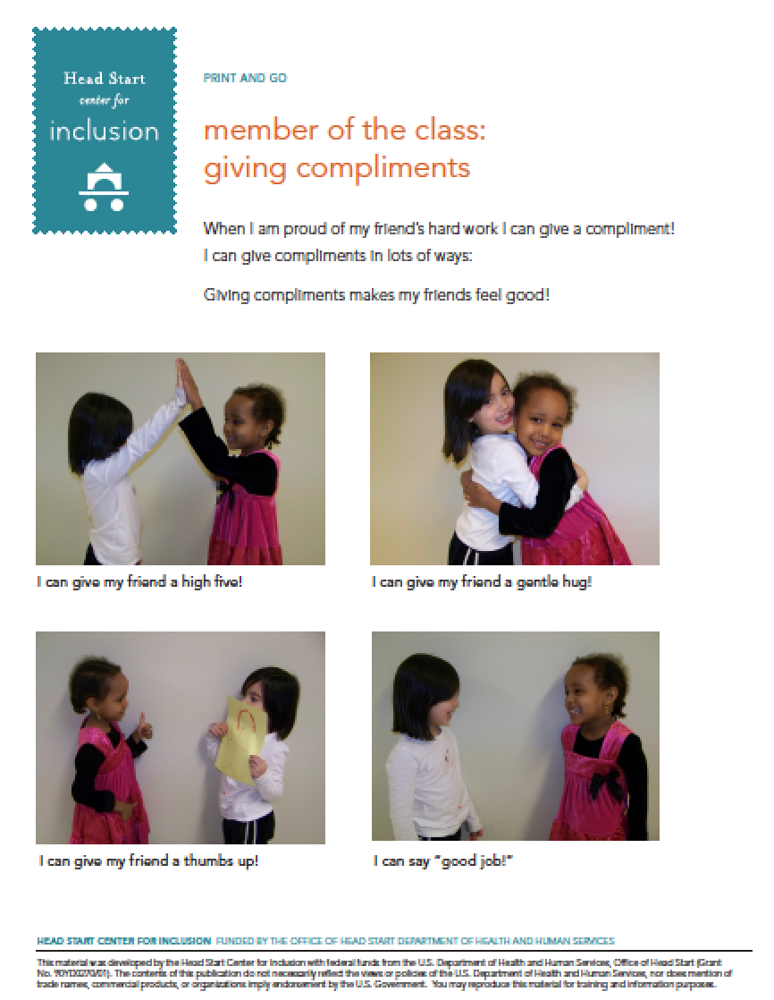 Head Start
center for
inclusion
PRINT AND GO
member of the class:
giving compliments
When I am proud of my friend's hard work I can give a compliment!
I can give compliments in lots of ways:
Giving compliments makes my friends feel good!
I can give my friend a high five!
I can give my friend a gentle hug!
I can give my friend a thumbs up!
I can say "good job!"
HEAD START CENTER FOR INCLUSION FUNDED BY THE OFFICE OF HEAD START DEPARTMENT OF HEALTH AND HUMAN SERVICES
This material was developed by the Head Start Center for Inclusion with federal funds from the U.S. Department of Health and Human Services, Office of Head Start (Grant
No. 90YD0270/01). The contents of this publication do not necessarily reflect the views or policies of the U.S. Department of Health and Human Services, nor does mention of
trade names, commercial products, or organizations imply endorsement by the U.S. Government. You may reproduce this material for training and information purposes.